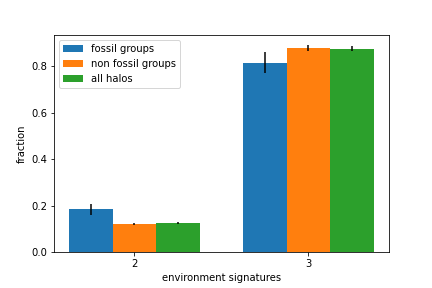 fossil groups
non fossil groups
all halos
0.8
0.6
0.4
0.2
0.0
fraction
2 3
environment signatures